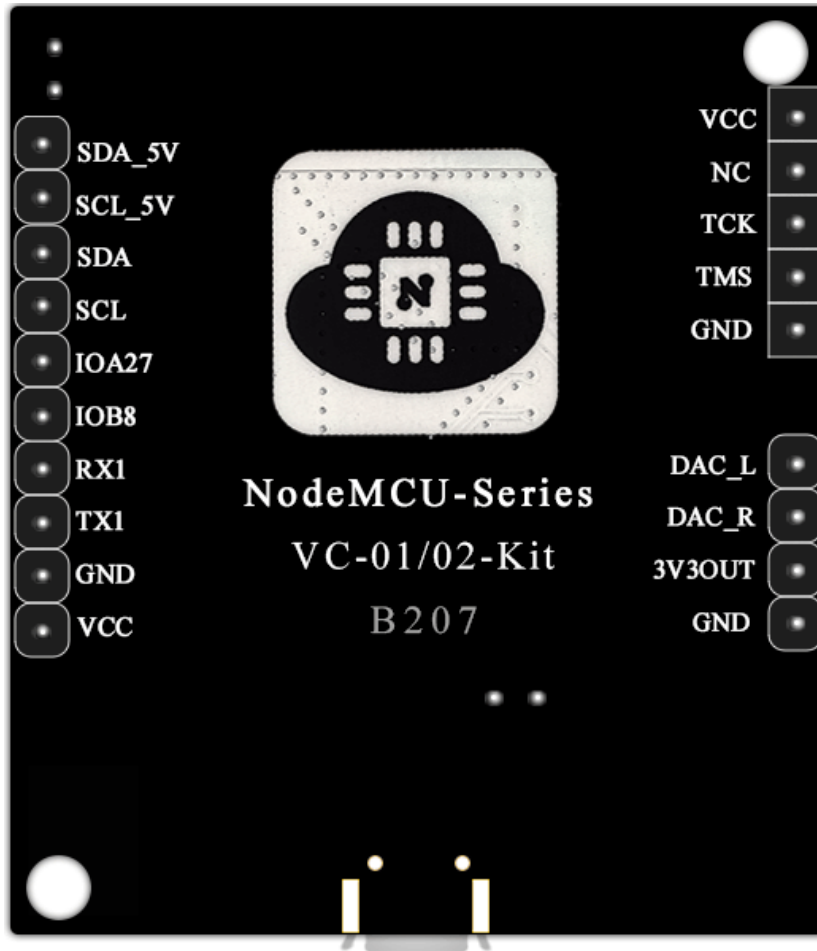 SDA_5V
SCL_5V
SDA
SCL
IOA27
IOB8
RX1
TX1
GND
VCC
N
NodeMCU-Series
VC-01/02-Kit
B207
VCC
NC
TCK
TMS
GND
DAC_L
DAC_R
3V3OUT
GND